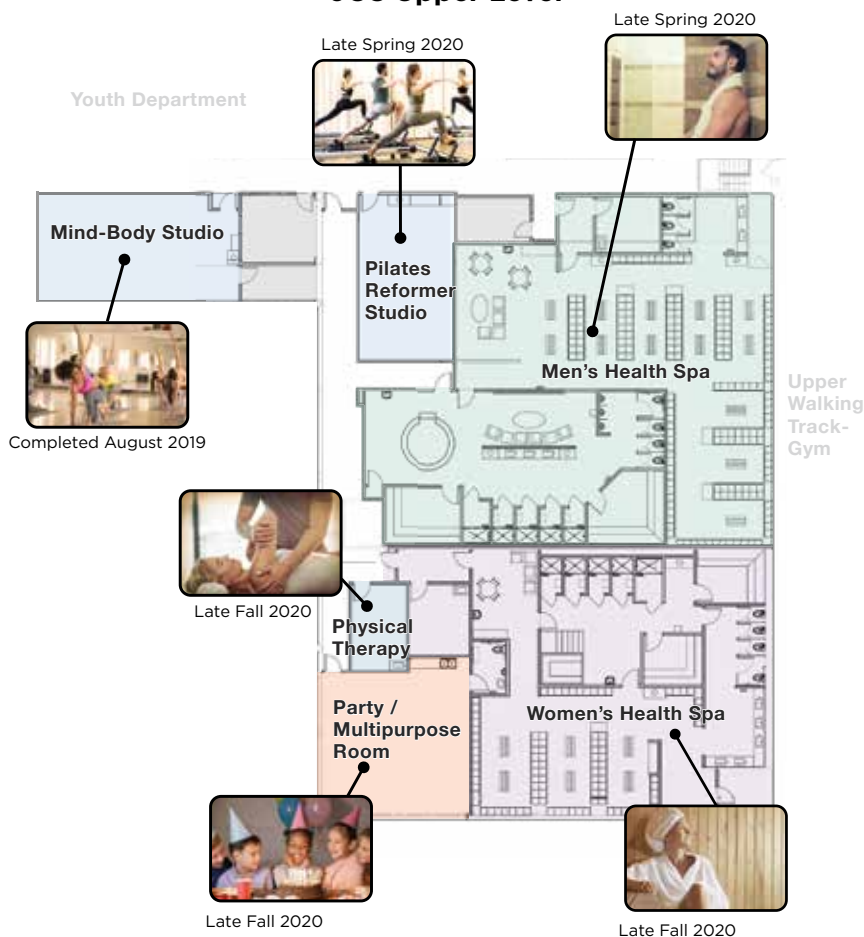 Late Spring 2020
Late Spring 2020
Youth Department
Mind-Body Studio
Pilates
Reformer
Studio
Men's Health Spa
Upper
Walking
Track-
Gym
Completed August 2019
Late Fall 2020
Physical
Therapy
Party /
Multipurpose
Room
Women's Health Spa
Late Fall 2020
Late Fall 2020